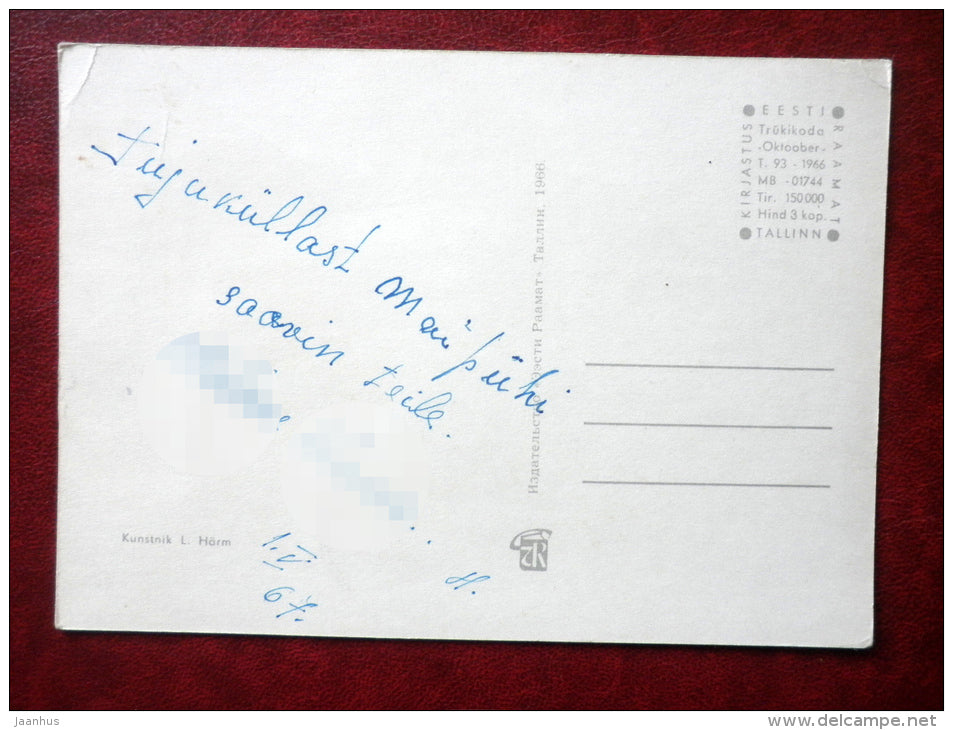 tujuküllast maipühi
soovin teile.
1. V
67.
H.
Kunstnik L. Härm
Издательство «Ээсти Раамат» Таллин, 1966.
EESTI
RAAMAT
KIRJASTUS
TALLINN
Trükikoda
-Oktoober-
T. 93 - 1966
MB - 01744
Tir. 150000
Hind 3 kop.
Jaanhus
www.delcampe.net